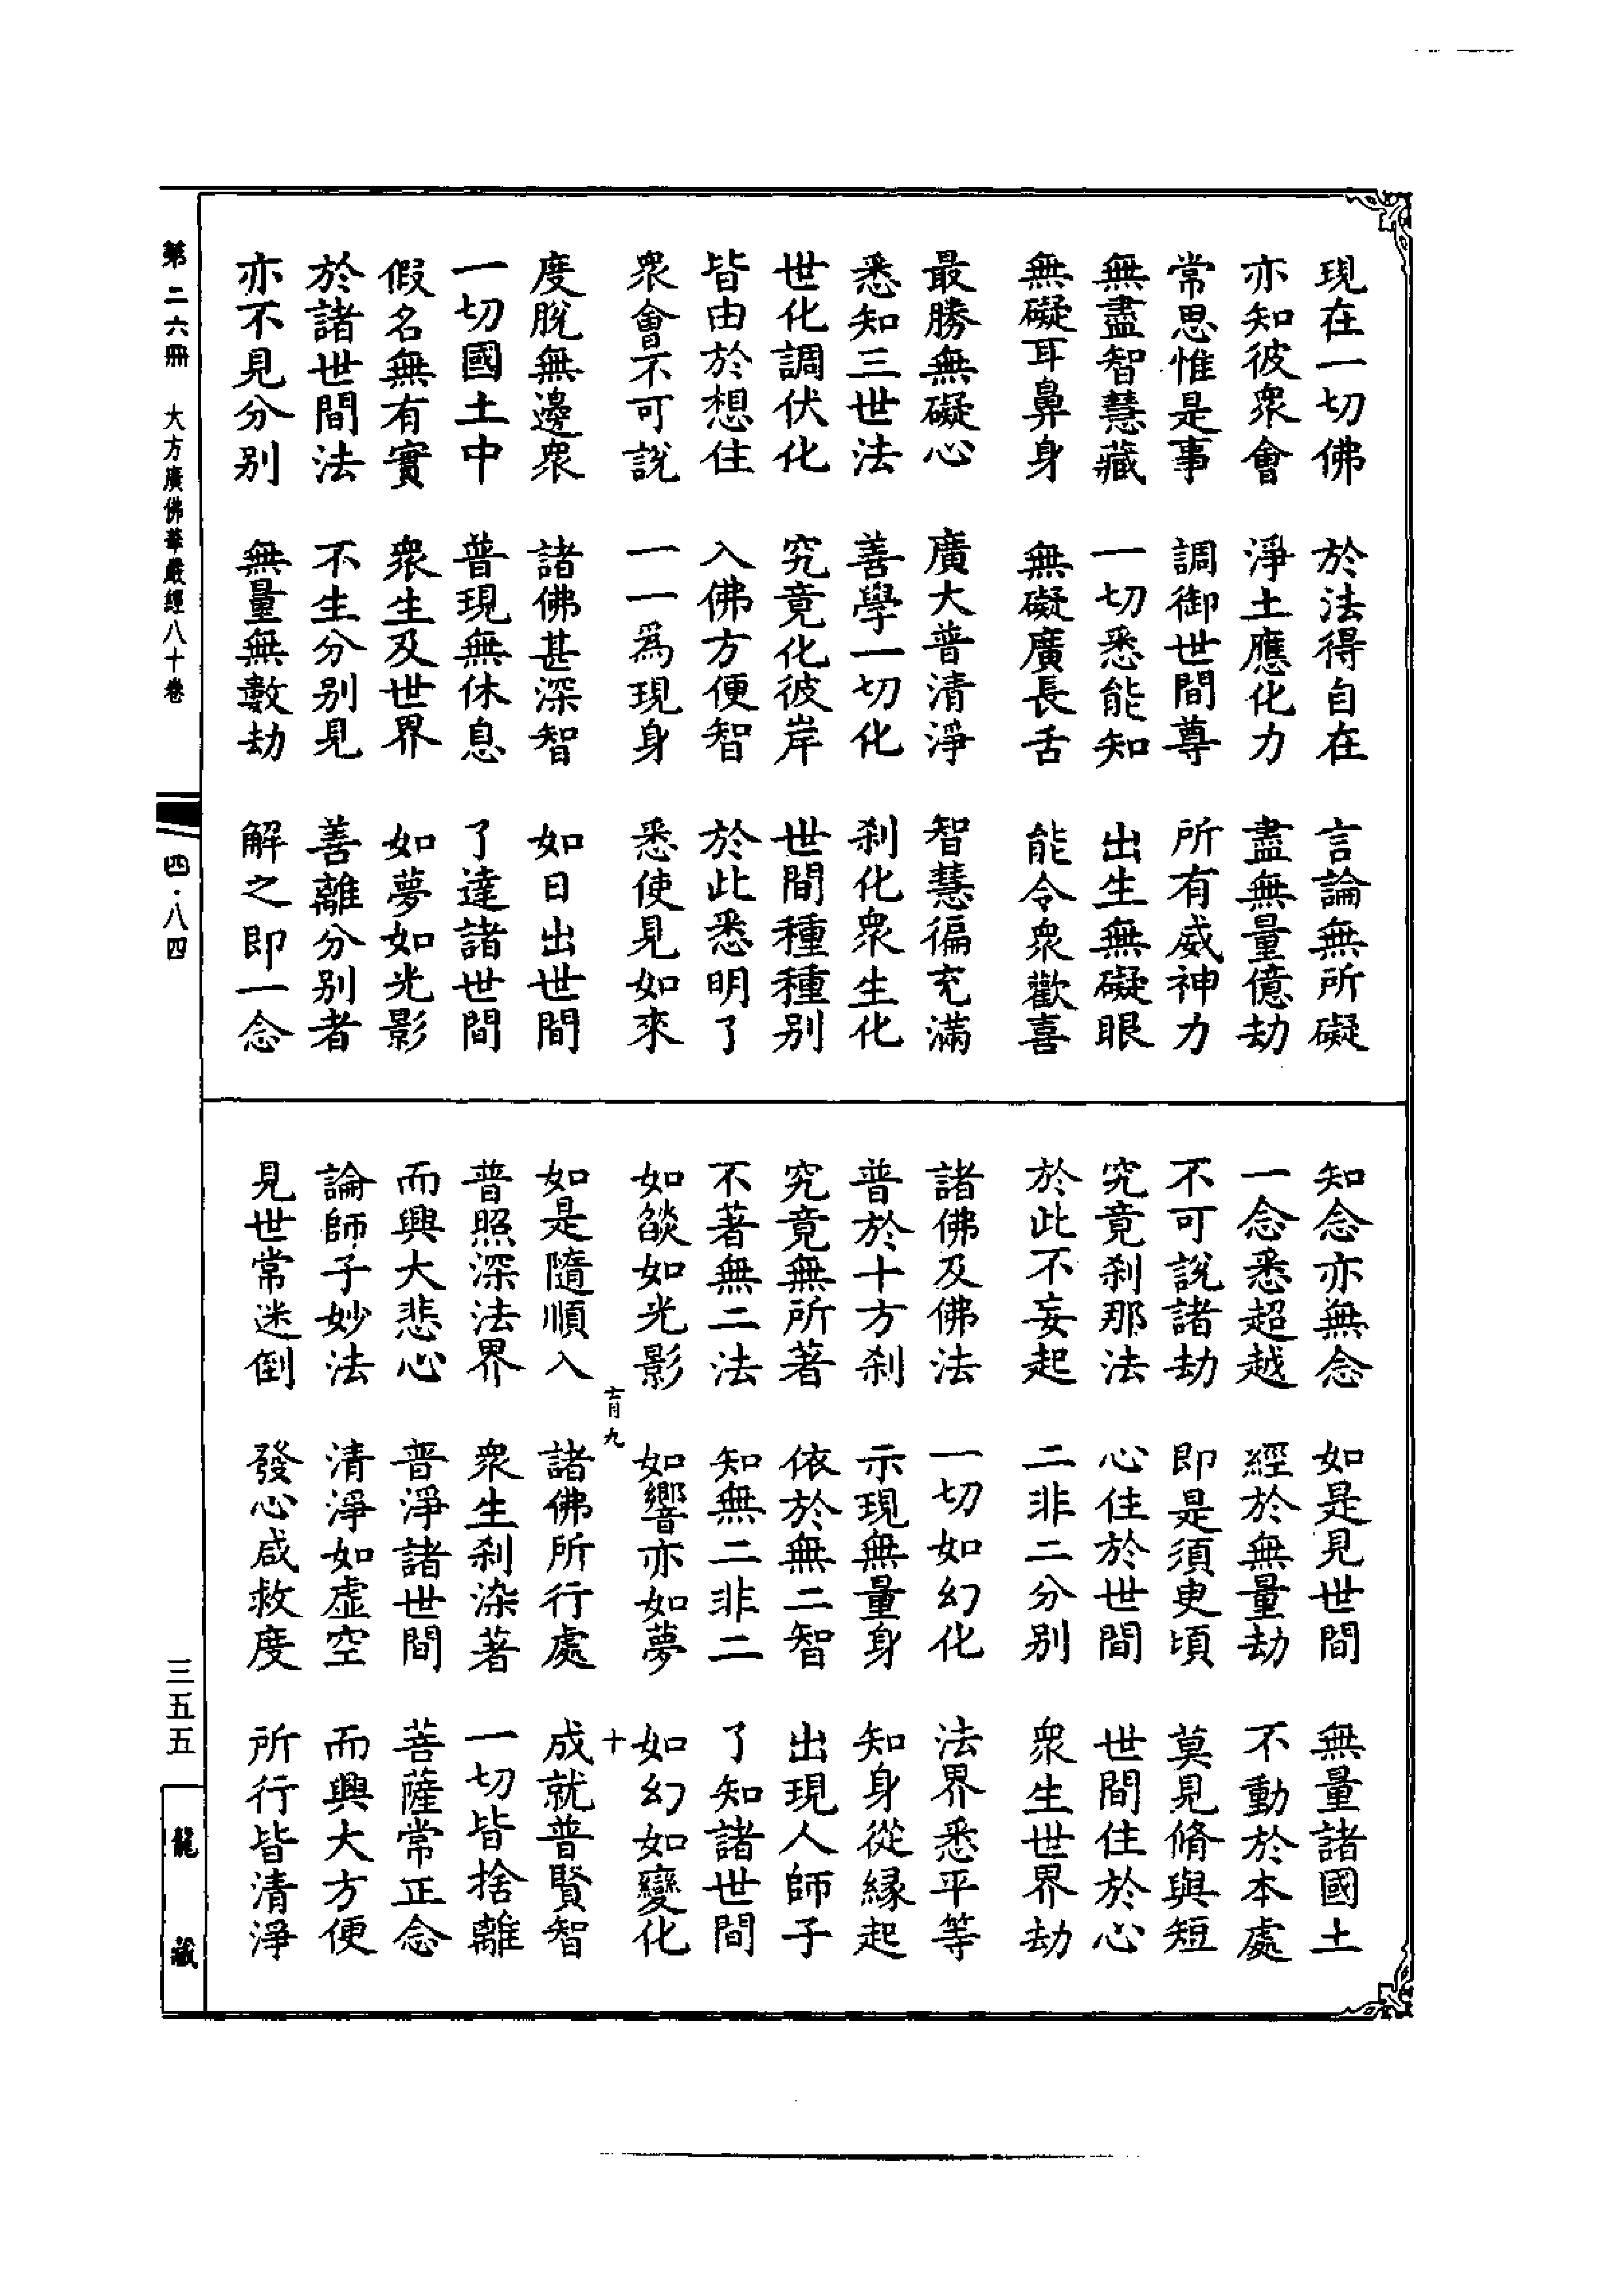 現在一切佛　於法得自在　言論無所礙
亦知彼衆會　淨土應化力　盡無量億劫
常思惟是事　調御世間尊　所有威神力
無盡智慧藏　一切悉能知　出生無礙眼
無礙耳鼻身　無礙廣長舌　能令衆歡喜
最勝無礙心　廣大普清淨　智慧徧充滿
悉知三世法　善學一切化　刹化衆生化
世化調伏化　究竟化彼岸　世間種種别
皆由於想住　入佛方便智　於此悉明了
衆會不可說　一一爲現身　悉使見如來
度脫無邊衆　諸佛甚深智　如日出世間
一切國土中　普現無休息　了達諸世間
假名無有實　衆生及世界　如夢如光影
於諸世間法　不生分别見　善離分别者
亦不見分别　無量無數劫　解之即一念
知念亦無念　如是見世間　無量諸國土
一念悉超越　經於無量劫　不動於本處
不可說諸劫　即是須臾頃　莫見脩與短
究竟刹那法　心住於世間　世間住於心
於此不妄起　二非二分别　衆生世界劫
諸佛及佛法　一切如幻化　法界悉平等
普於十方刹　示現無量身　知身從緣起
究竟無所著　依於無二智　出現人師子
不著無二法　知無二非二　了知諸世間
如燄如光影　如響亦如夢　如幻如變化
育九　十
如是隨順入　諸佛所行處　成就普賢智
普照深法界　衆生刹染著　一切皆捨離
而興大悲心　普淨諸世間　菩薩常正念
論師子妙法　清淨如虚空　而興大方便
見世常迷倒　發心咸救度　所行皆清淨
第二六冊　大方廣佛華嚴經八十卷　四·八四　三五五　龍藏